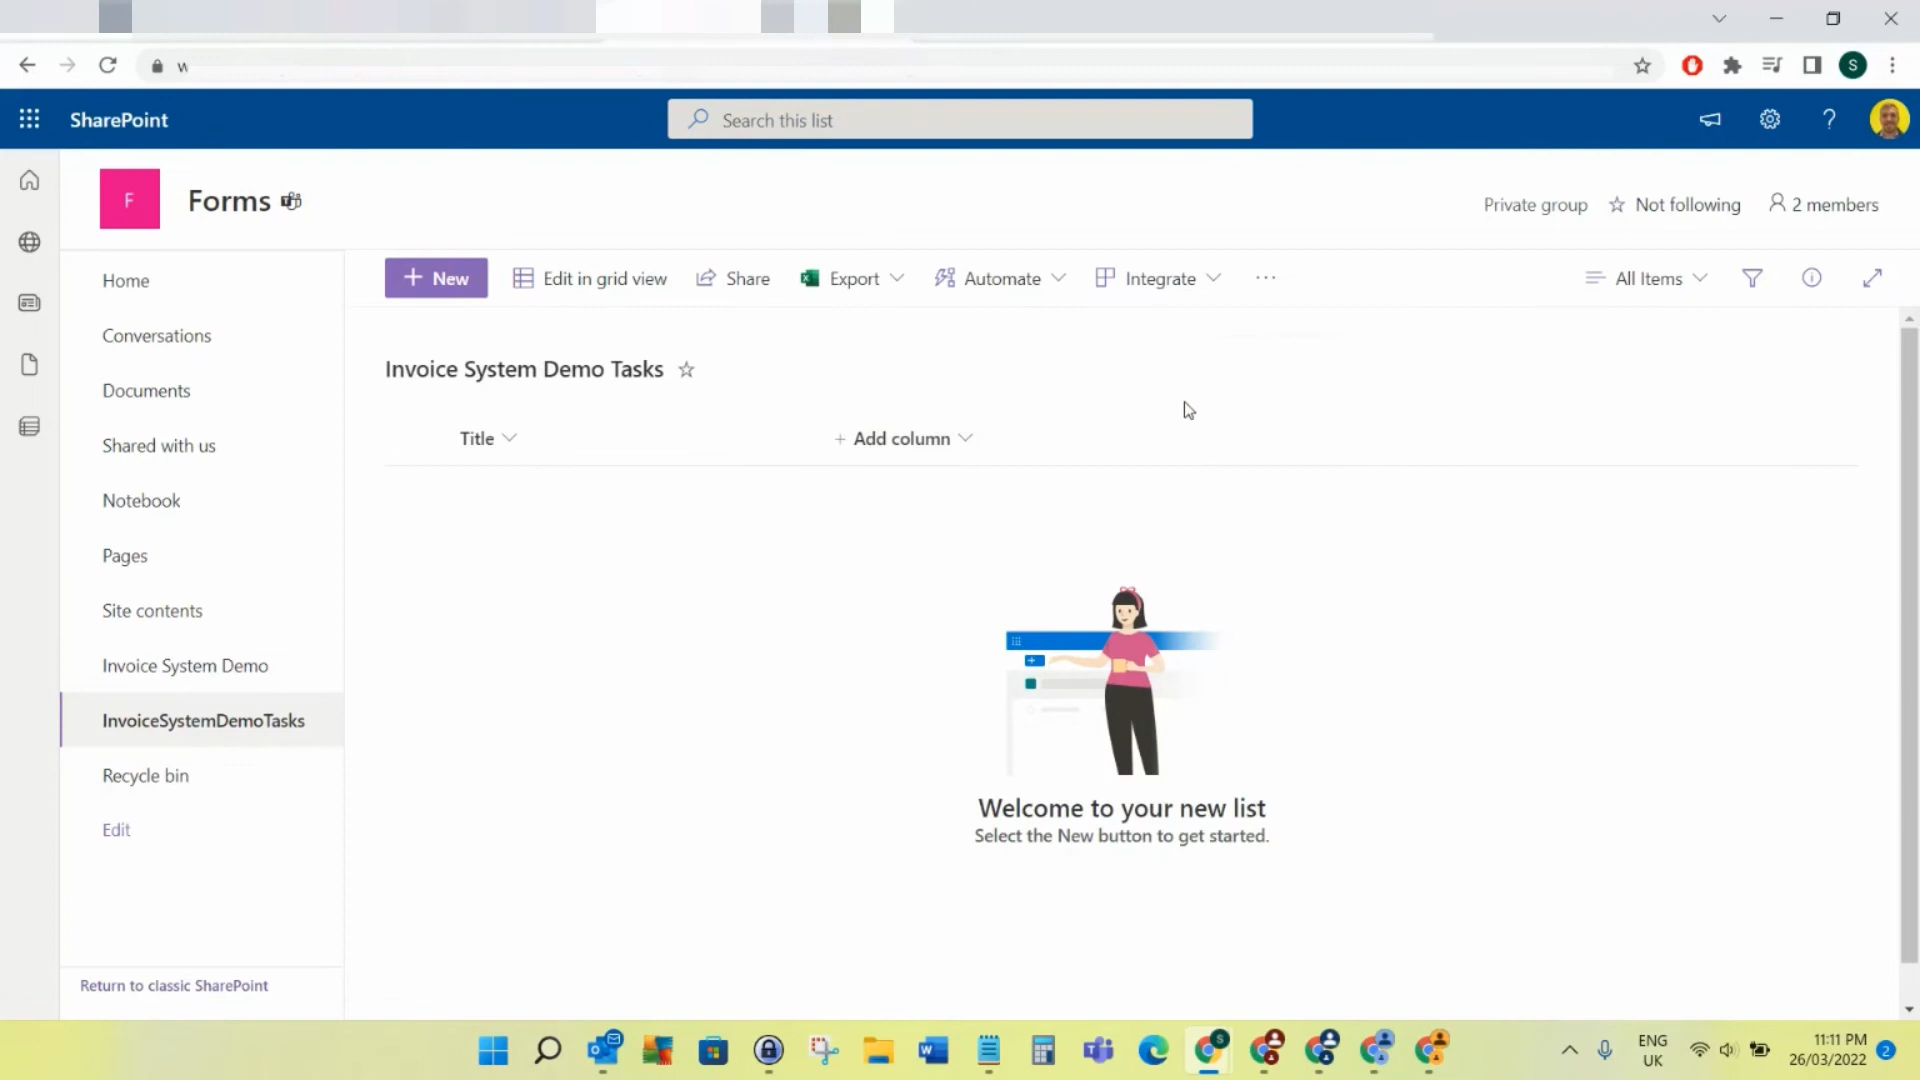 w
S
SharePoint
Search this list
F
Forms
Private group
Not following
2 members
Home
Conversations
Documents
Shared with us
Notebook
Pages
Site contents
Invoice System Demo
InvoiceSystemDemoTasks
Recycle bin
Edit
Return to classic SharePoint
+ New
Edit in grid view
Share
Export
Automate
Integrate
...
All Items
Invoice System Demo Tasks
Title
+ Add column
Welcome to your new list
Select the New button to get started.
ENG
UK
11:11 PM
26/03/2022
2